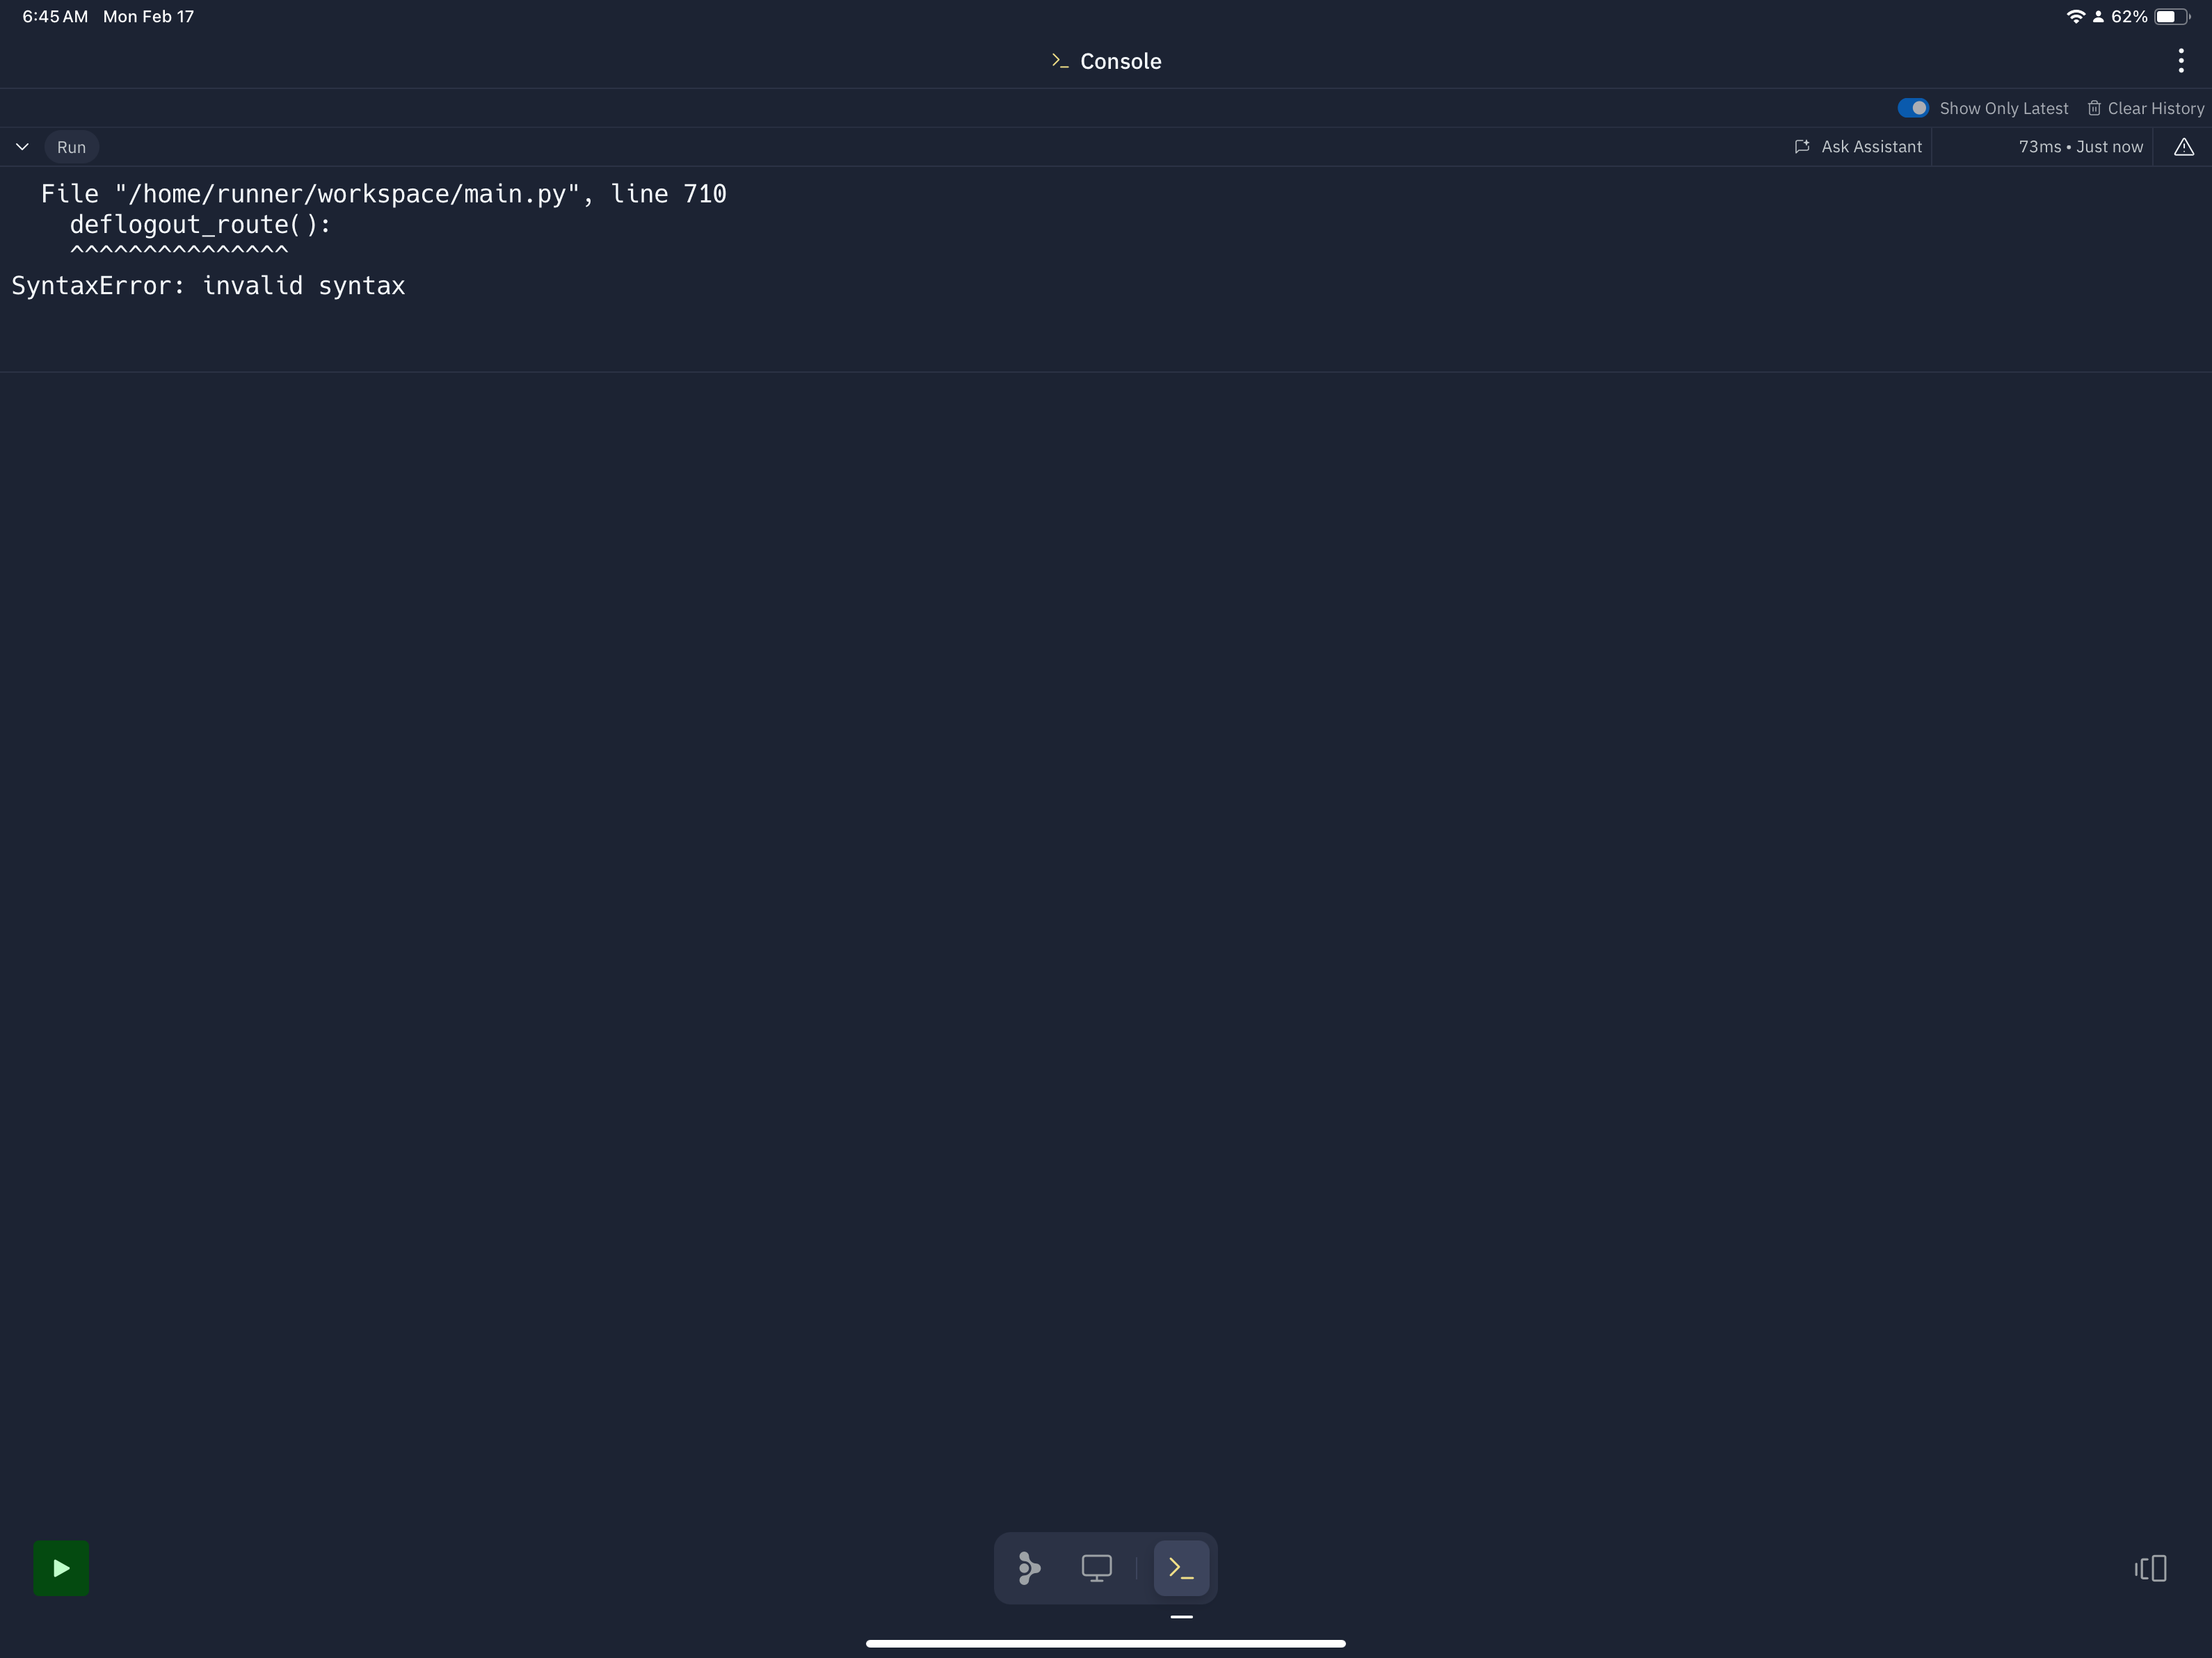 6:45 AM Mon Feb 17
62%
>_ Console
Show Only Latest Clear History
Run Ask Assistant 73ms • Just now
File "/home/runner/workspace/main.py", line 710
deflogout_route():
^^^^^^^^^^^^^^^
SyntaxError: invalid syntax